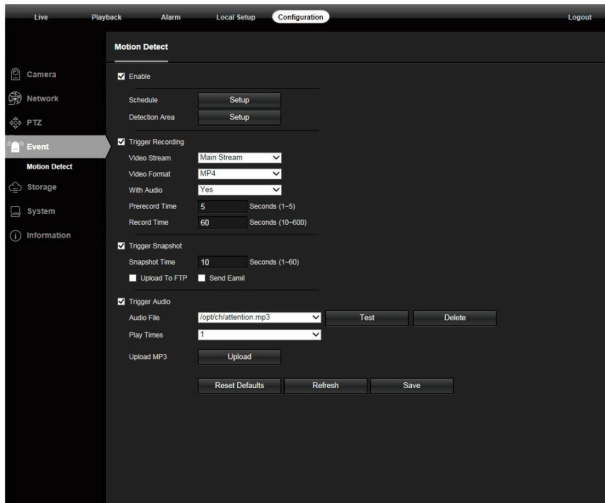 Live Playback Alarm Local Setup Configuration Logout
Motion Detect
Camera
Network
PTZ
Event
Motion Detect
Storage
System
Information
Enable
Schedule Setup
Detection Area Setup
Trigger Recording
Video Stream Main Stream
Video Format MP4
With Audio Yes
Prerecord Time 5 Seconds (1~5)
Record Time 60 Seconds (10~600)
Trigger Snapshot
Snapshot Time 10 Seconds (1~60)
Upload To FTP Send Eamil
Trigger Audio
Audio File /opt/ch/attention.mp3 Test Delete
Play Times 1
Upload MP3 Upload
Reset Defaults Refresh Save